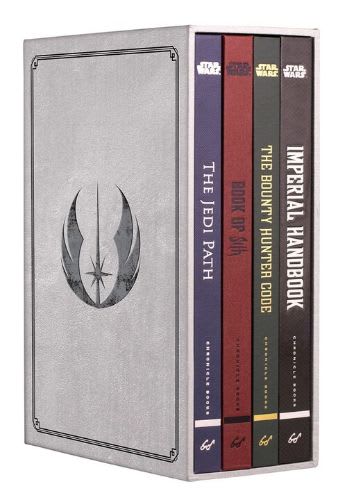 STAR WARS
THE JEDI PATH
CHRONICLE BOOKS
STAR WARS
BOOK OF Sith
CHRONICLE BOOKS
STAR WARS
THE BOUNTY HUNTER CODE
CHRONICLE BOOKS
STAR WARS
IMPERIAL HANDBOOK
CHRONICLE BOOKS